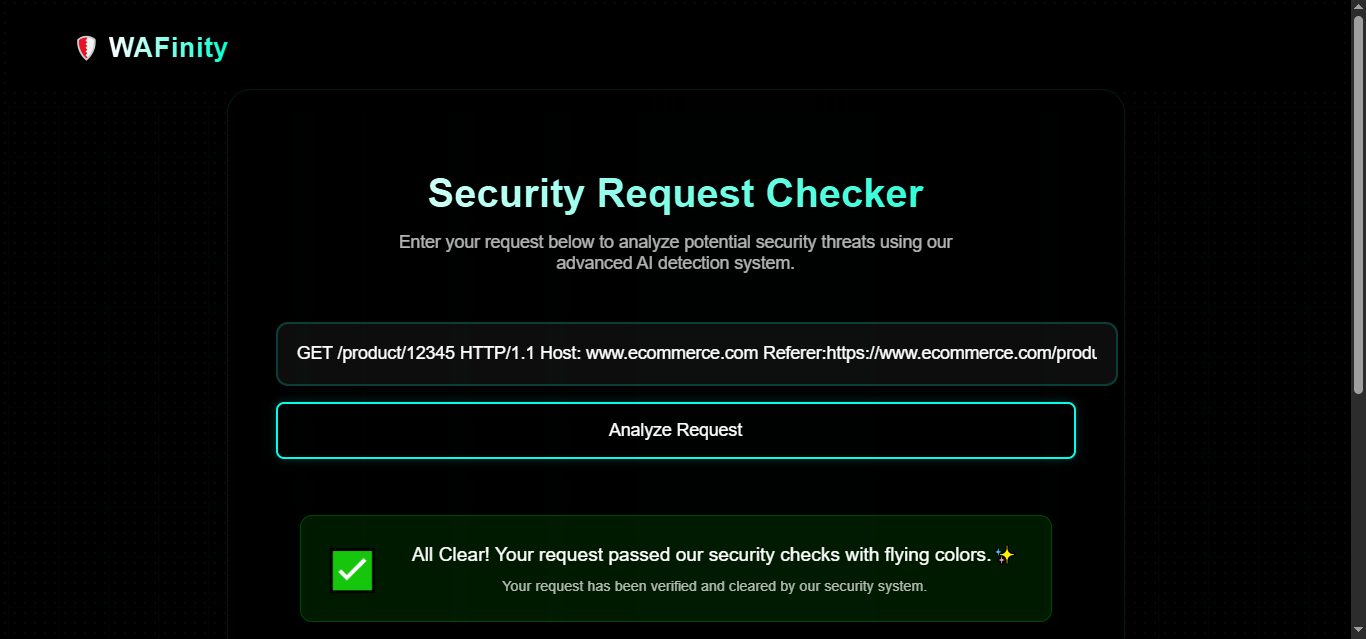 WAFinity
Security Request Checker
Enter your request below to analyze potential security threats using our
advanced AI detection system.
GET /product/12345 HTTP/1.1 Host: www.ecommerce.com Referer:https://www.ecommerce.com/produ
Analyze Request
All Clear! Your request passed our security checks with flying colors. ✨
Your request has been verified and cleared by our security system.